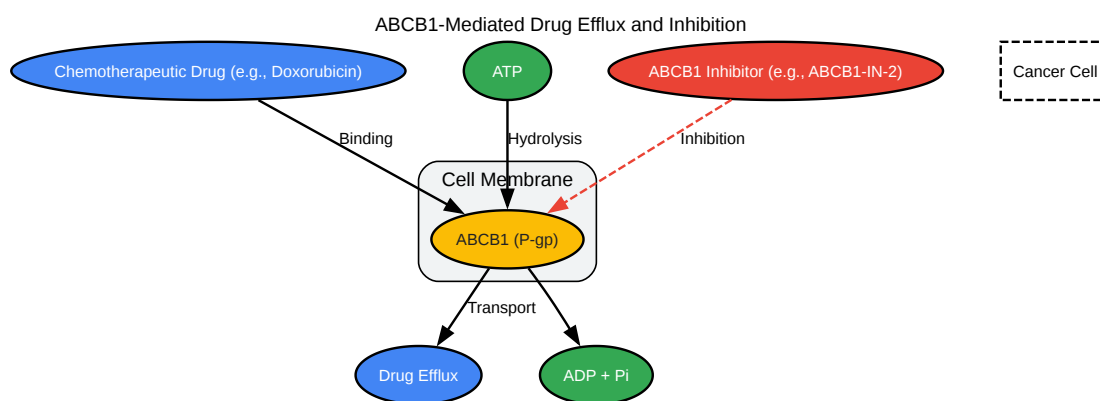 ABCB1-Mediated Drug Efflux and Inhibition
Chemotherapeutic Drug (e.g., Doxorubicin)
ATP
ABCB1 Inhibitor (e.g., ABCB1-IN-2)
Cancer Cell
Binding
Hydrolysis
Inhibition
Cell Membrane
ABCB1 (P-gp)
Transport
Drug Efflux
ADP + Pi